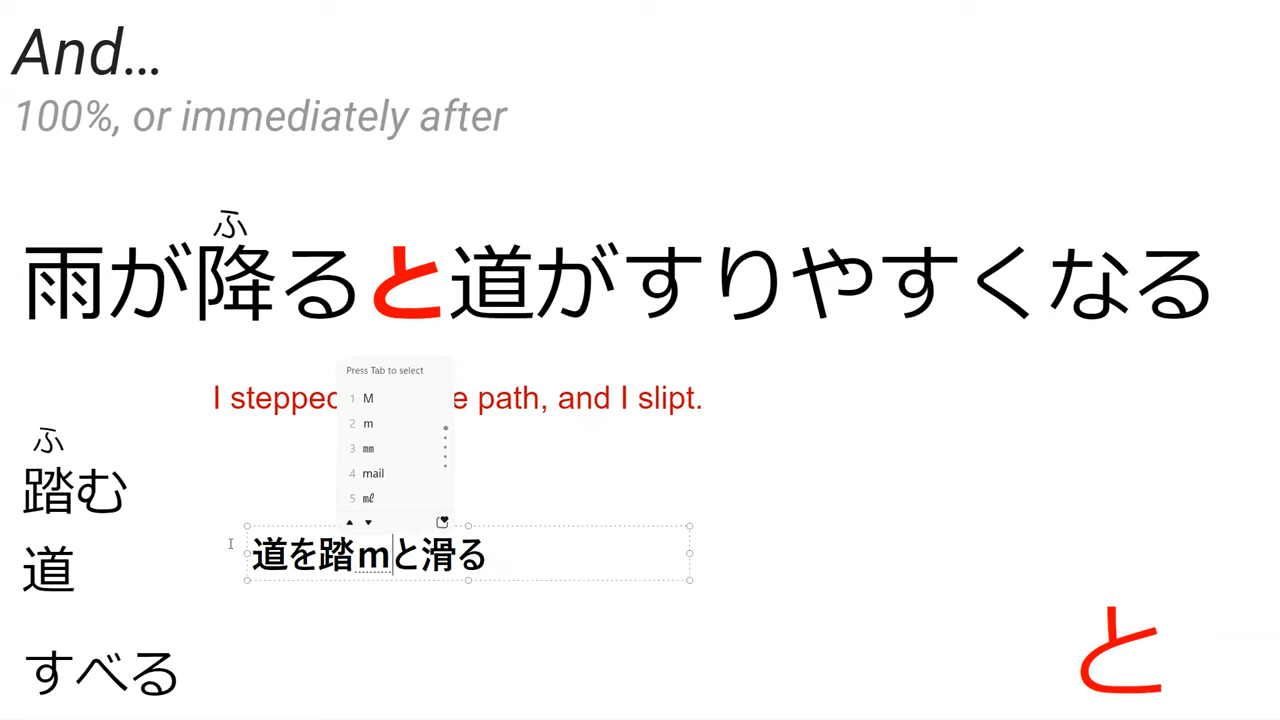 And...
100%, or immediately after
ふ
雨が降ると道がすりやすくなる
Press Tab to select
I stepped e path, and I slipt.
1 M
2 m
3 ㎜
4 mail
5 ㎖
ふ
踏む
道を踏mと滑る
道
すべる
と